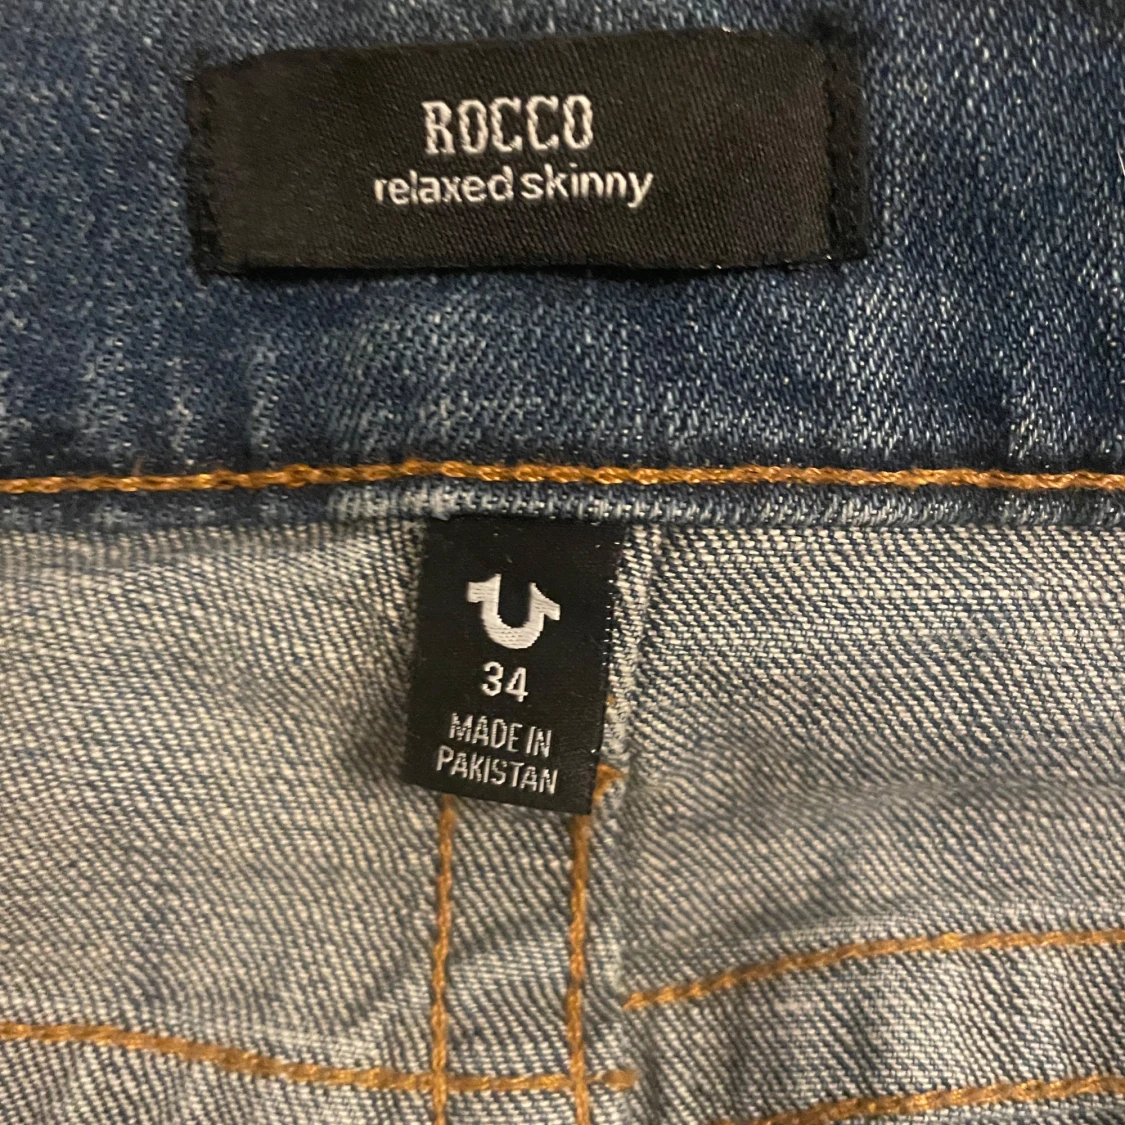 ROCCO
relaxed skinny
34
MADE IN
PAKISTAN